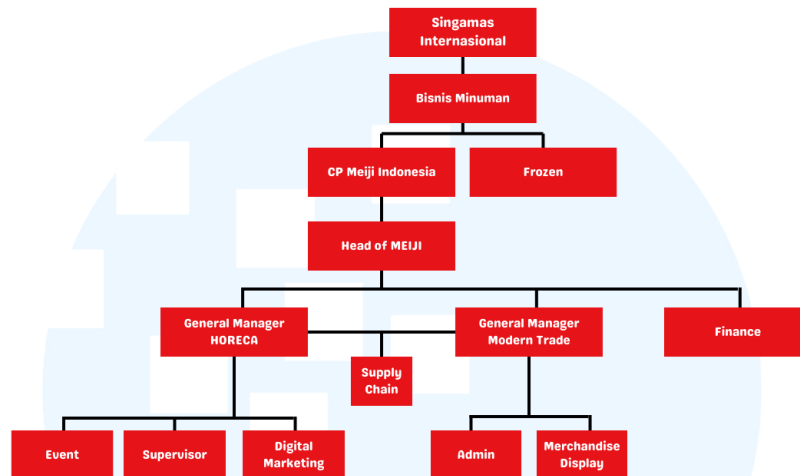 Singamas
Internasional
Bisnis Minuman
CP Meiji Indonesia
Frozen
Head of MEIJI
General Manager
HORECA
General Manager
Modern Trade
Finance
Supply
Chain
Event
Supervisor
Digital
Marketing
Admin
Merchandise
Display